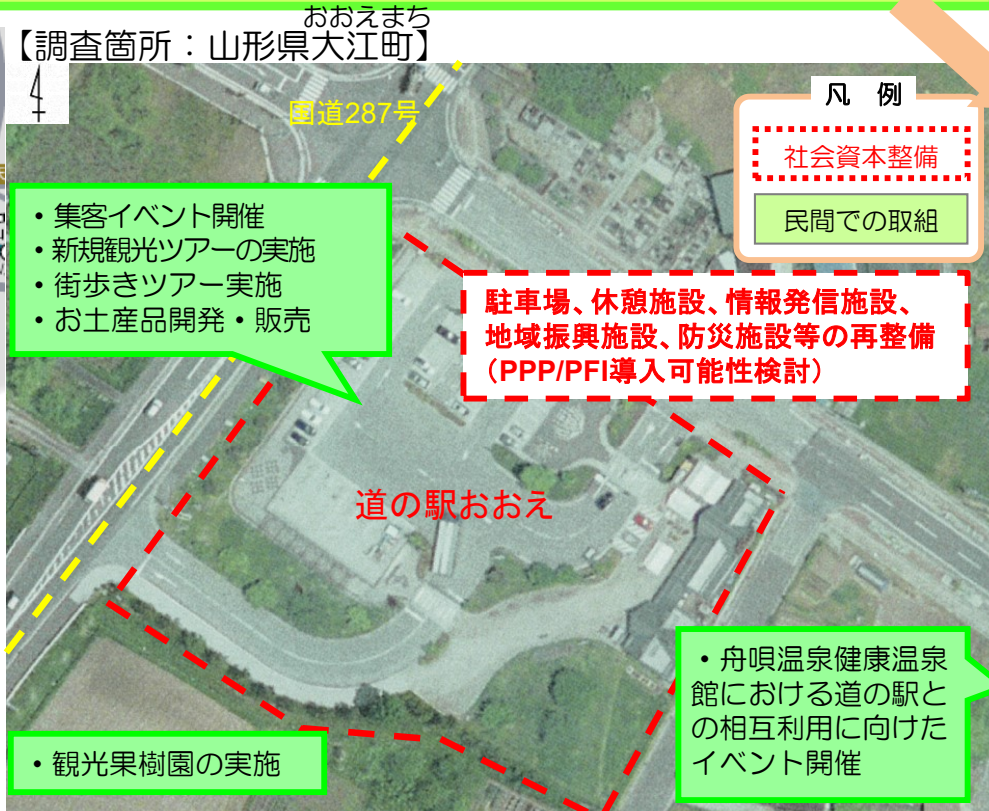 おおえまち
【調査箇所：山形県大江町】
国道287号
凡 例
社会資本整備
民間での取組
・集客イベント開催
・新規観光ツアーの実施
・街歩きツアー実施
・お土産品開発・販売
駐車場、休憩施設、情報発信施設、
地域振興施設、防災施設等の再整備
（PPP/PFI導入可能性検討）
道の駅おおえ
・舟唄温泉健康温泉
館における道の駅と
の相互利用に向けた
イベント開催
・観光果樹園の実施